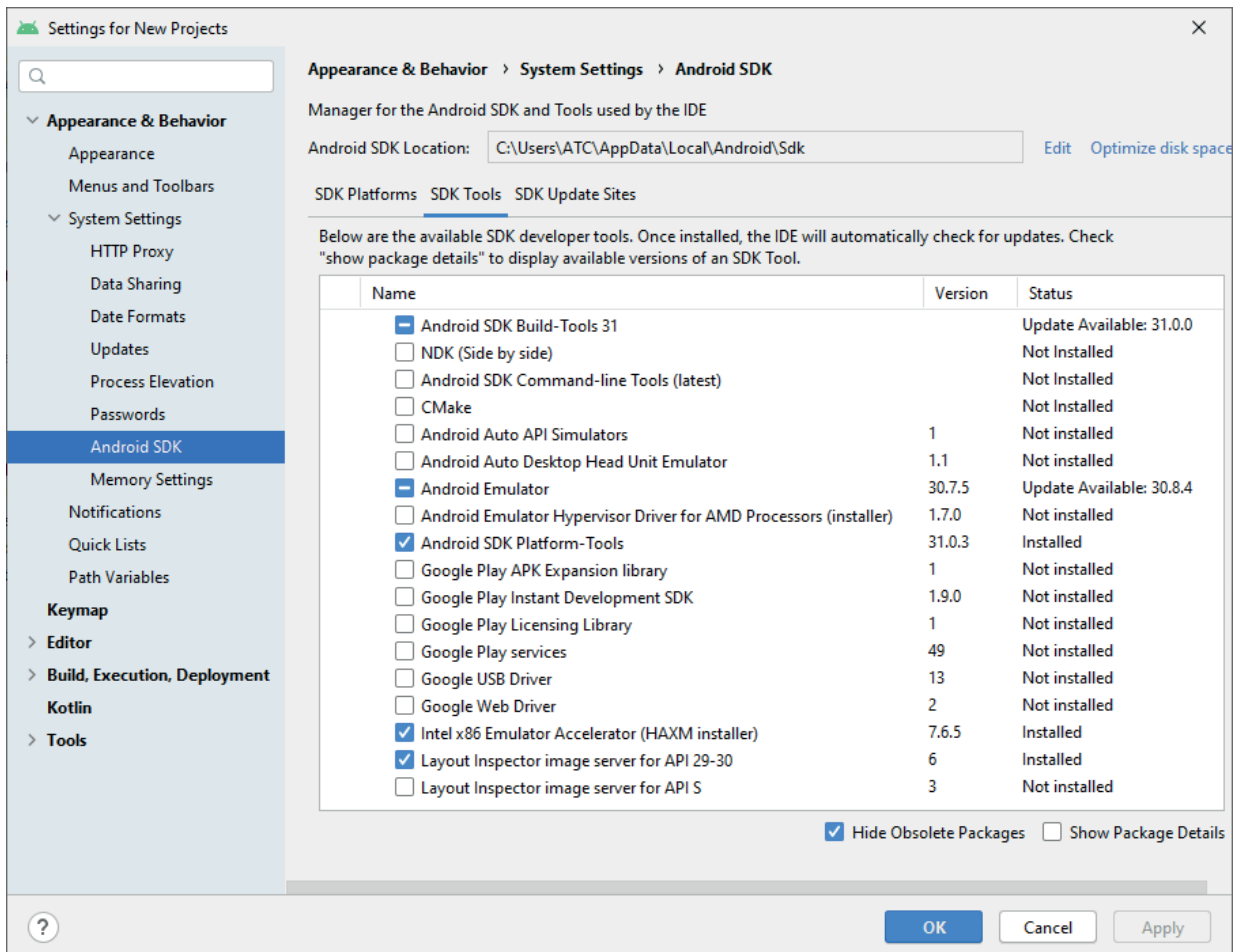 Settings for New Projects
Appearance & Behavior
Appearance
Menus and Toolbars
System Settings
HTTP Proxy
Data Sharing
Date Formats
Updates
Process Elevation
Passwords
Android SDK
Memory Settings
Notifications
Quick Lists
Path Variables
Keymap
Editor
Build, Execution, Deployment
Kotlin
Tools
Appearance & Behavior › System Settings › Android SDK
Manager for the Android SDK and Tools used by the IDE
Android SDK Location: C:\Users\ATC\AppData\Local\Android\Sdk Edit Optimize disk space
SDK Platforms SDK Tools SDK Update Sites
Below are the available SDK developer tools. Once installed, the IDE will automatically check for updates. Check
"show package details" to display available versions of an SDK Tool.
Name Version Status
Android SDK Build-Tools 31 Update Available: 31.0.0
NDK (Side by side) Not Installed
Android SDK Command-line Tools (latest) Not Installed
CMake Not Installed
Android Auto API Simulators 1 Not installed
Android Auto Desktop Head Unit Emulator 1.1 Not installed
Android Emulator 30.7.5 Update Available: 30.8.4
Android Emulator Hypervisor Driver for AMD Processors (installer) 1.7.0 Not installed
Android SDK Platform-Tools 31.0.3 Installed
Google Play APK Expansion library 1 Not installed
Google Play Instant Development SDK 1.9.0 Not installed
Google Play Licensing Library 1 Not installed
Google Play services 49 Not installed
Google USB Driver 13 Not installed
Google Web Driver 2 Not installed
Intel x86 Emulator Accelerator (HAXM installer) 7.6.5 Installed
Layout Inspector image server for API 29-30 6 Installed
Layout Inspector image server for API S 3 Not installed
Hide Obsolete Packages Show Package Details
? OK Cancel Apply